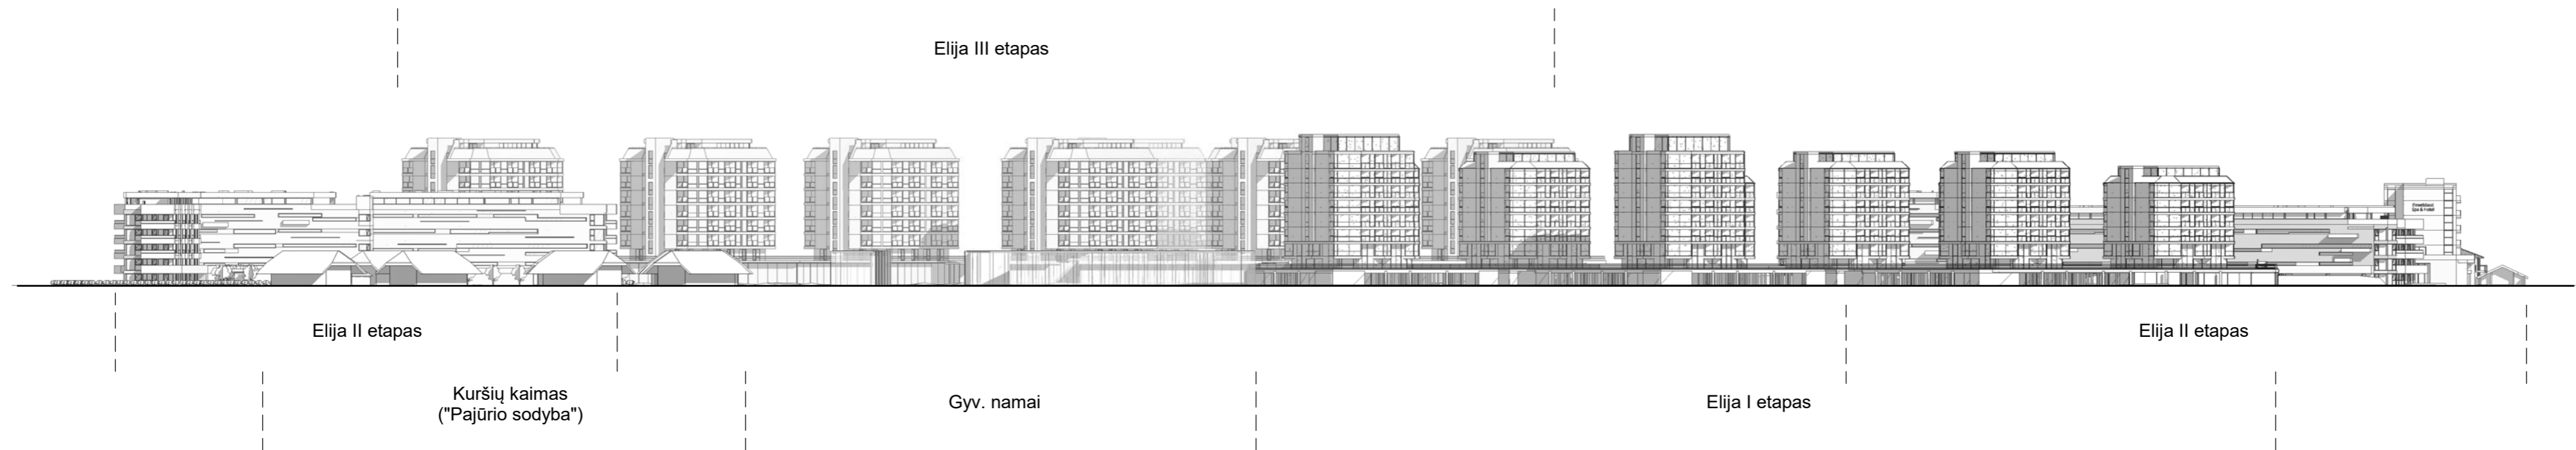 Elija III etapas
Elija II etapas
Elija II etapas
Kuršių kaimas
("Pajūrio sodyba")
Gyv. namai
Elija I etapas